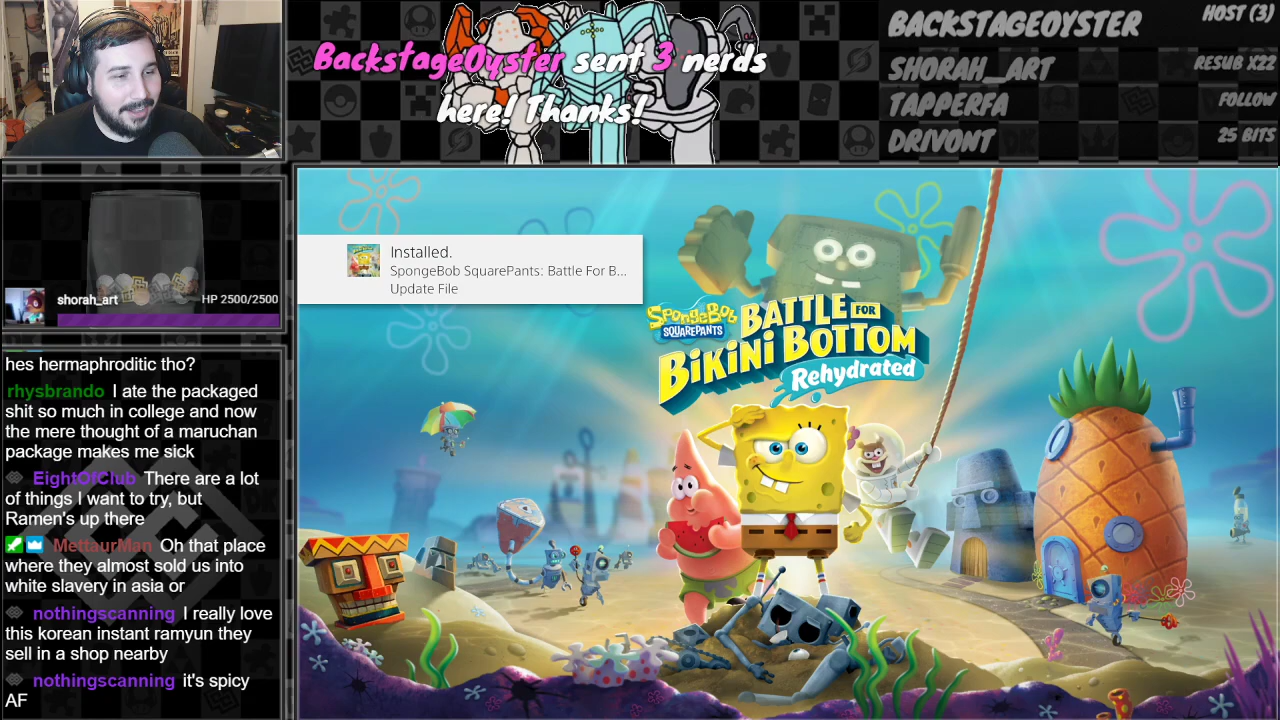 BackstageOyster sent 3 nerds
here! Thanks!
BACKSTAGEOYSTER HOST (3)
SHORAH_ART RESUB X22
TAPPERFA FOLLOW
DRIVONT 25 BITS
shorah_art HP 2500/2500
hes hermaphroditic tho?
rhysbrando I ate the packaged
shit so much in college and now
the mere thought of a maruchan
package makes me sick
EightOfClub There are a lot
of things I want to try, but
Ramen's up there
MettaurMan Oh that place
where they almost sold us into
white slavery in asia or
nothingscanning I really love
this korean instant ramyun they
sell in a shop nearby
nothingscanning it's spicy
AF
Installed.
SpongeBob SquarePants: Battle For B...
Update File
SpongeBob
SQUAREPANTS
BATTLE FOR
BIKINI BOTTOM
Rehydrated